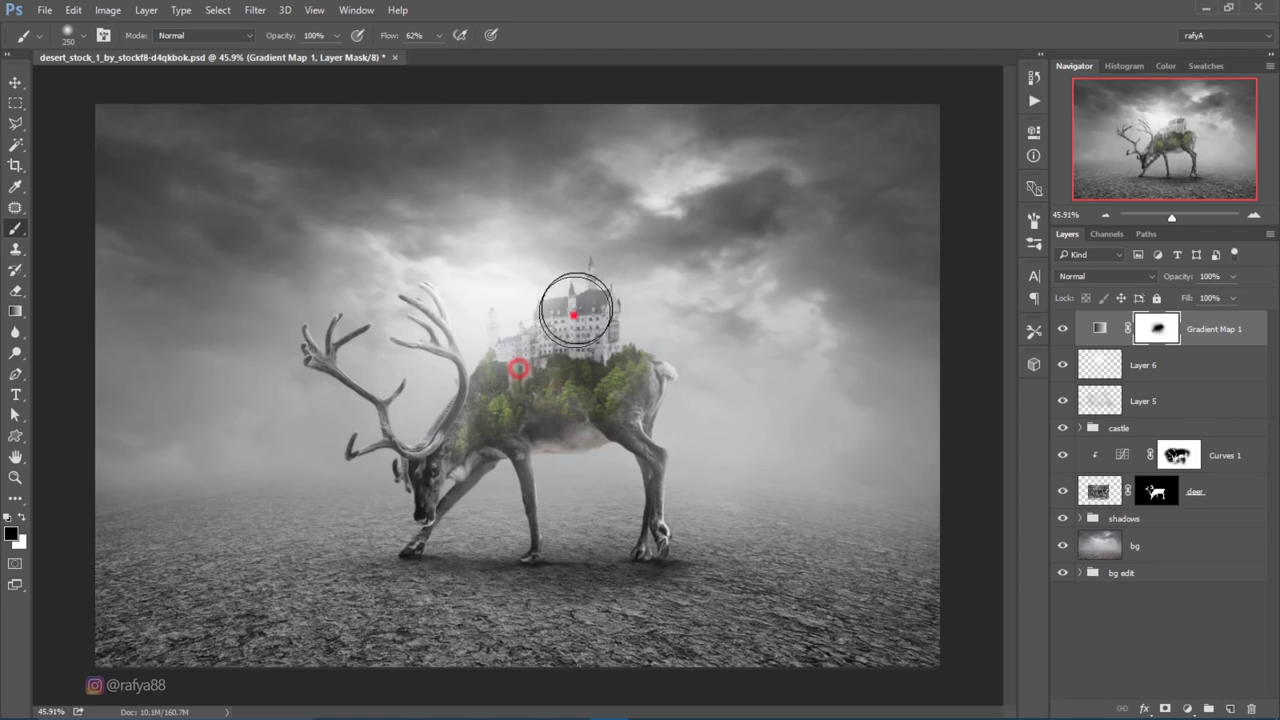 Ps File Edit Image Layer Type Select Filter 3D View Window Help
250 Mode: Normal Opacity: 100% Flow: 62% rafyA
desert_stock_1_by_stockf8-d4qkbok.psd @ 45.9% (Gradient Map 1, Layer Mask/8) * ×
Navigator Histogram Color Swatches
45.91%
Layers Channels Paths
Kind
Normal Opacity: 100%
Lock: Fill: 100%
Gradient Map 1
Layer 6
Layer 5
castle
Curves 1
deer
shadows
bg
bg edit
@rafya88
45.91% Doc: 10.1M/160.7M